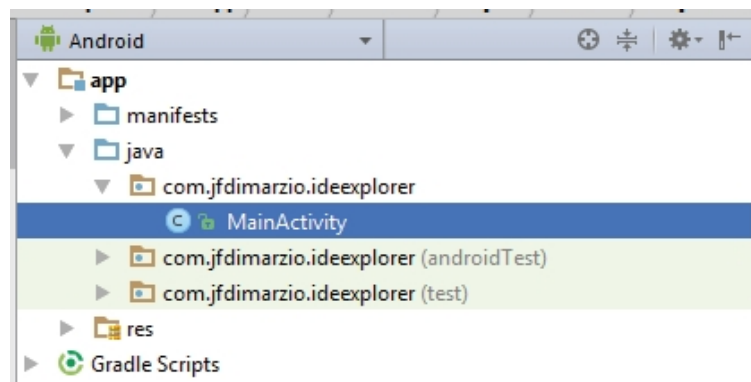 Android
app
manifests
java
com.jfdimarzio.ideexplorer
C MainActivity
com.jfdimarzio.ideexplorer (androidTest)
com.jfdimarzio.ideexplorer (test)
res
Gradle Scripts